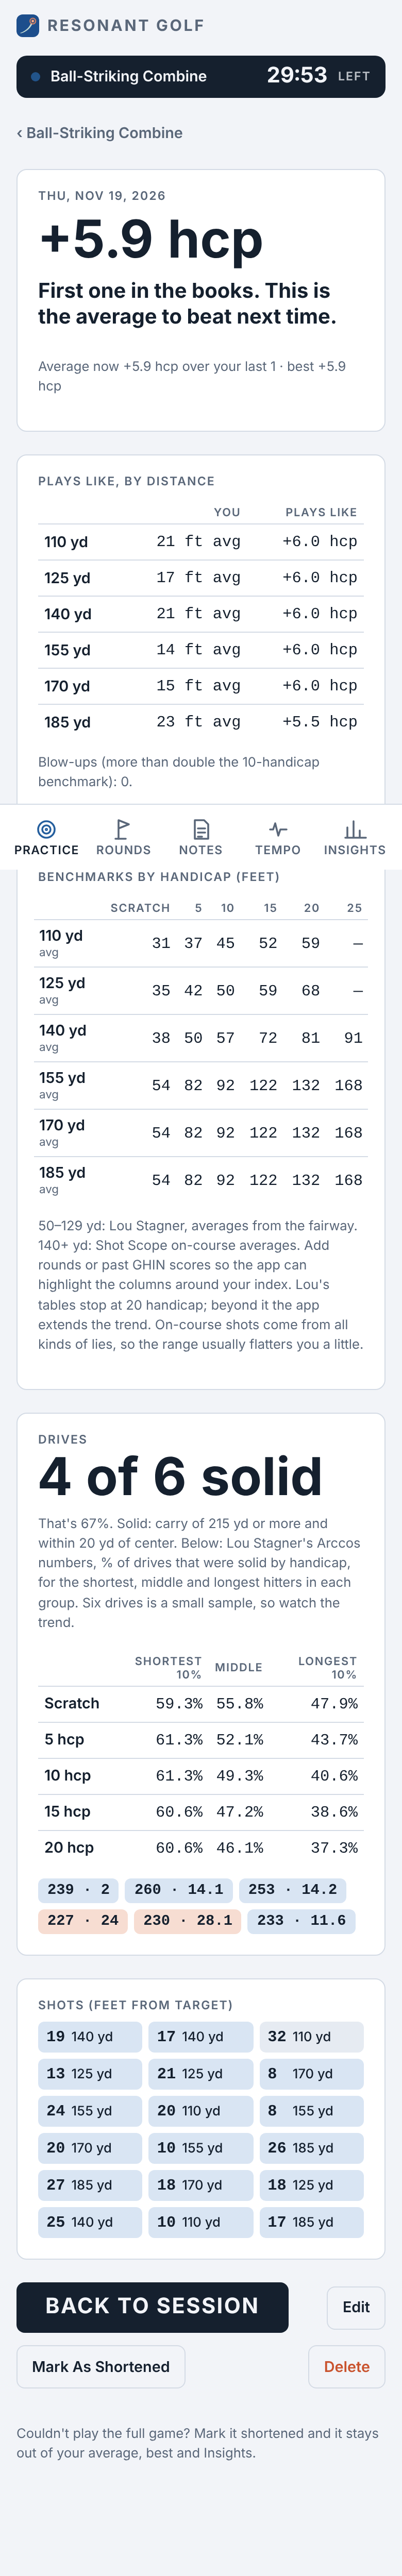 RESONANT GOLF
Ball-Striking Combine 29:53 LEFT
‹ Ball-Striking Combine
THU, NOV 19, 2026
+5.9 hcp
First one in the books. This is
the average to beat next time.
Average now +5.9 hcp over your last 1 · best +5.9
hcp
PLAYS LIKE, BY DISTANCE
YOU PLAYS LIKE
110 yd 21 ft avg +6.0 hcp
125 yd 17 ft avg +6.0 hcp
140 yd 21 ft avg +6.0 hcp
155 yd 14 ft avg +6.0 hcp
170 yd 15 ft avg +6.0 hcp
185 yd 23 ft avg +5.5 hcp
Blow-ups (more than double the 10-handicap
benchmark): 0.
PRACTICE ROUNDS NOTES TEMPO INSIGHTS
BENCHMARKS BY HANDICAP (FEET)
SCRATCH 5 10 15 20 25
110 yd avg 31 37 45 52 59 —
125 yd avg 35 42 50 59 68 —
140 yd avg 38 50 57 72 81 91
155 yd avg 54 82 92 122 132 168
170 yd avg 54 82 92 122 132 168
185 yd avg 54 82 92 122 132 168
50–129 yd: Lou Stagner, averages from the fairway.
140+ yd: Shot Scope on-course averages. Add
rounds or past GHIN scores so the app can
highlight the columns around your index. Lou's
tables stop at 20 handicap; beyond it the app
extends the trend. On-course shots come from all
kinds of lies, so the range usually flatters you a little.
DRIVES
4 of 6 solid
That's 67%. Solid: carry of 215 yd or more and
within 20 yd of center. Below: Lou Stagner's Arccos
numbers, % of drives that were solid by handicap,
for the shortest, middle and longest hitters in each
group. Six drives is a small sample, so watch the
trend.
SHORTEST 10% MIDDLE LONGEST 10%
Scratch 59.3% 55.8% 47.9%
5 hcp 61.3% 52.1% 43.7%
10 hcp 61.3% 49.3% 40.6%
15 hcp 60.6% 47.2% 38.6%
20 hcp 60.6% 46.1% 37.3%
239 · 2 260 · 14.1 253 · 14.2
227 · 24 230 · 28.1 233 · 11.6
SHOTS (FEET FROM TARGET)
19 140 yd 17 140 yd 32 110 yd
13 125 yd 21 125 yd 8 170 yd
24 155 yd 20 110 yd 8 155 yd
20 170 yd 10 155 yd 26 185 yd
27 185 yd 18 170 yd 18 125 yd
25 140 yd 10 110 yd 17 185 yd
BACK TO SESSION Edit
Mark As Shortened Delete
Couldn't play the full game? Mark it shortened and it stays
out of your average, best and Insights.